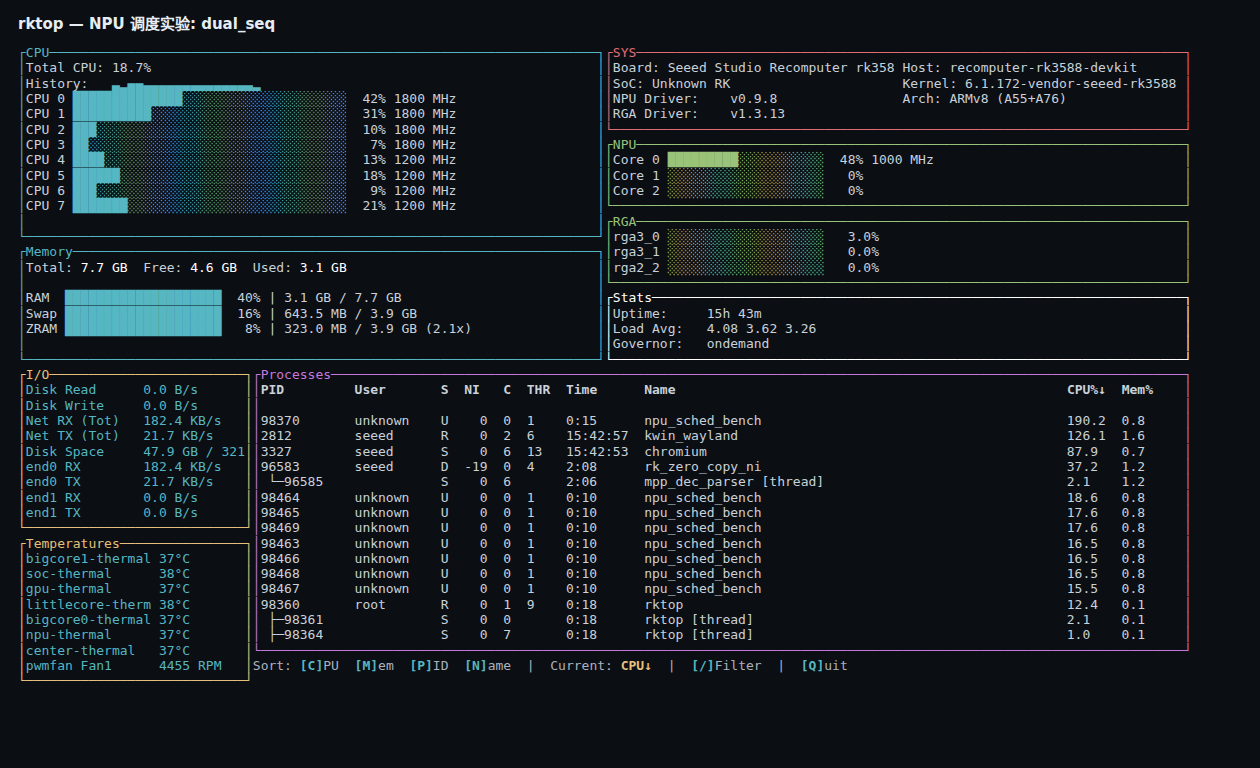 rktop — NPU 调度实验: dual_seq
CPU
Total CPU: 18.7%
History:
CPU 0 42% 1800 MHz
CPU 1 31% 1800 MHz
CPU 2 10% 1800 MHz
CPU 3 7% 1800 MHz
CPU 4 13% 1200 MHz
CPU 5 18% 1200 MHz
CPU 6 9% 1200 MHz
CPU 7 21% 1200 MHz
SYS
Board: Seeed Studio Recomputer rk358 Host: recomputer-rk3588-devkit
SoC: Unknown RK Kernel: 6.1.172-vendor-seeed-rk3588
NPU Driver: v0.9.8 Arch: ARMv8 (A55+A76)
RGA Driver: v1.3.13
NPU
Core 0 48% 1000 MHz
Core 1 0%
Core 2 0%
RGA
rga3_0 3.0%
rga3_1 0.0%
rga2_2 0.0%
Memory
Total: 7.7 GB Free: 4.6 GB Used: 3.1 GB
RAM 40% | 3.1 GB / 7.7 GB
Swap 16% | 643.5 MB / 3.9 GB
ZRAM 8% | 323.0 MB / 3.9 GB (2.1x)
Stats
Uptime: 15h 43m
Load Avg: 4.08 3.62 3.26
Governor: ondemand
I/O
Disk Read 0.0 B/s
Disk Write 0.0 B/s
Net RX (Tot) 182.4 KB/s
Net TX (Tot) 21.7 KB/s
Disk Space 47.9 GB / 321
end0 RX 182.4 KB/s
end0 TX 21.7 KB/s
end1 RX 0.0 B/s
end1 TX 0.0 B/s
Temperatures
bigcore1-thermal 37°C
soc-thermal 38°C
gpu-thermal 37°C
littlecore-therm 38°C
bigcore0-thermal 37°C
npu-thermal 37°C
center-thermal 37°C
pwmfan Fan1 4455 RPM
Processes
PID User S NI C THR Time Name CPU%↓ Mem%
98370 unknown U 0 0 1 0:15 npu_sched_bench 190.2 0.8
2812 seeed R 0 2 6 15:42:57 kwin_wayland 126.1 1.6
3327 seeed S 0 6 13 15:42:53 chromium 87.9 0.7
96583 seeed D -19 0 4 2:08 rk_zero_copy_ni 37.2 1.2
└─96585 S 0 6 2:06 mpp_dec_parser [thread] 2.1 1.2
98464 unknown U 0 0 1 0:10 npu_sched_bench 18.6 0.8
98465 unknown U 0 0 1 0:10 npu_sched_bench 17.6 0.8
98469 unknown U 0 0 1 0:10 npu_sched_bench 17.6 0.8
98463 unknown U 0 0 1 0:10 npu_sched_bench 16.5 0.8
98466 unknown U 0 0 1 0:10 npu_sched_bench 16.5 0.8
98468 unknown U 0 0 1 0:10 npu_sched_bench 16.5 0.8
98467 unknown U 0 0 1 0:10 npu_sched_bench 15.5 0.8
98360 root R 0 1 9 0:18 rktop 12.4 0.1
├─98361 S 0 0 0:18 rktop [thread] 2.1 0.1
├─98364 S 0 7 0:18 rktop [thread] 1.0 0.1
Sort: [C]PU [M]em [P]ID [N]ame | Current: CPU↓ | [/]Filter | [Q]uit